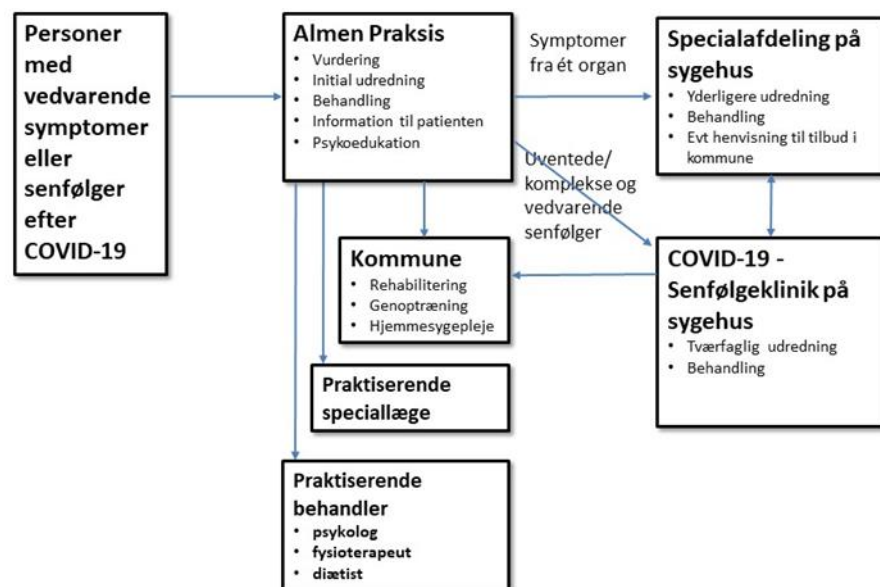 Personer
med
vedvarende
symptomer
eller
senfølger
efter
COVID-19
Almen Praksis
• Vurdering
• Initial udredning
• Behandling
• Information til patienten
• Psykoedukation
Symptomer
fra ét organ
Specialafdeling på
sygehus
• Yderligere udredning
• Behandling
• Evt henvisning til tilbud i
kommune
Uventede/
komplekse og
vedvarende
senfølger
Kommune
• Rehabilitering
• Genoptræning
• Hjemmesygepleje
COVID-19 -
Senfølgeklinik på
sygehus
• Tværfaglig udredning
• Behandling
Praktiserende
speciallæge
Praktiserende
behandler
• psykolog
• fysioterapeut
• diætist